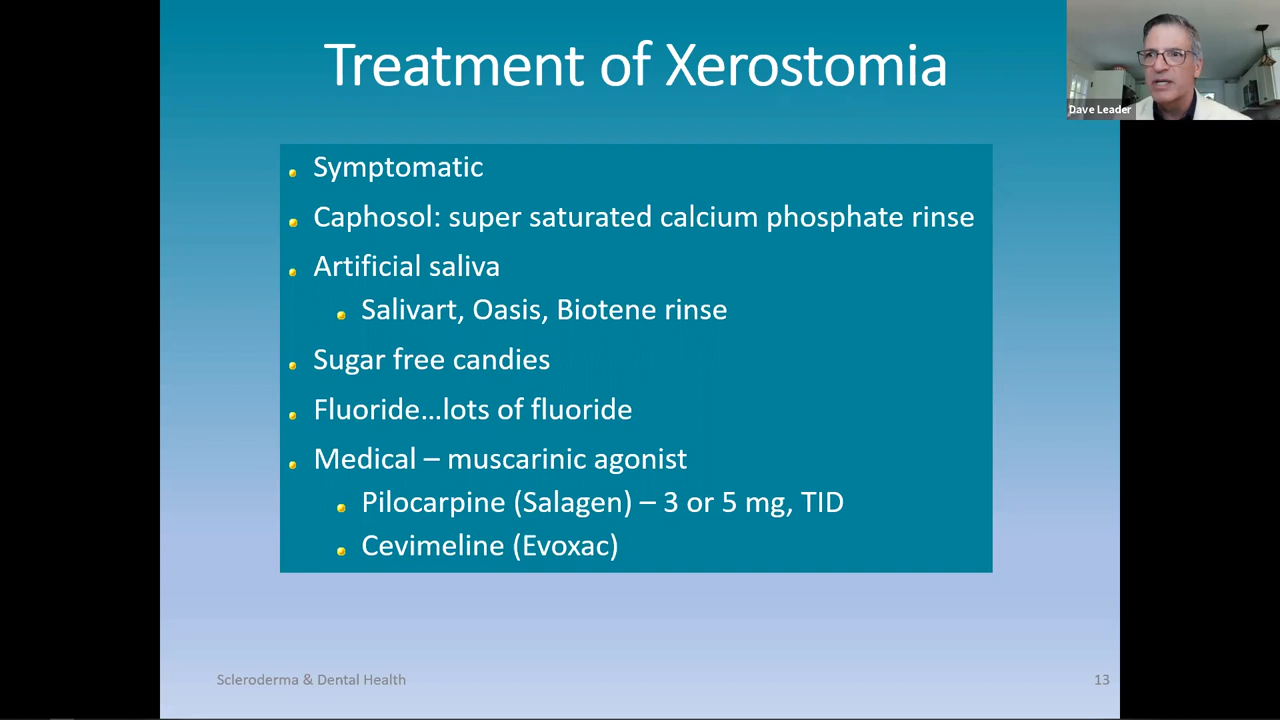 Treatment of Xerostomia
Dave Leader
Symptomatic
Caphosol: super saturated calcium phosphate rinse
Artificial saliva
Salivart, Oasis, Biotene rinse
Sugar free candies
Fluoride…lots of fluoride
Medical – muscarinic agonist
Pilocarpine (Salagen) – 3 or 5 mg, TID
Cevimeline (Evoxac)
Scleroderma & Dental Health
13